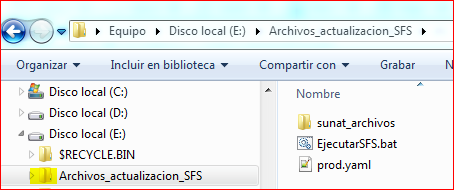 Equipo ▸ Disco local (E:) ▸ Archivos_actualizacion_SFS ▸
Organizar Incluir en biblioteca Compartir con Grabar
Disco local (C:)
Disco local (D:)
Disco local (E:)
$RECYCLE.BIN
Archivos_actualizacion_SFS
Nombre
sunat_archivos
EjecutarSFS.bat
prod.yaml